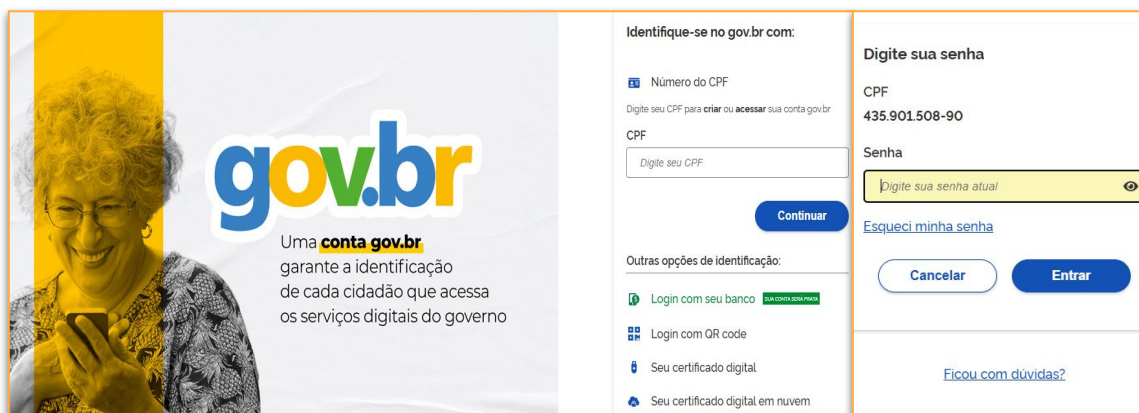 gov.br
Uma conta gov.br
garante a identificação
de cada cidadão que acessa
os serviços digitais do governo
Identifique-se no gov.br com:
Número do CPF
Digite seu CPF para criar ou acessar sua conta gov.br
CPF
Digite seu CPF
Continuar
Outras opções de identificação:
Login com seu banco SUA CONTA SERÁ PRATA
Login com QR code
Seu certificado digital
Seu certificado digital em nuvem
Digite sua senha
CPF
435.901.508-90
Senha
Digite sua senha atual
Esqueci minha senha
Cancelar Entrar
Ficou com dúvidas?